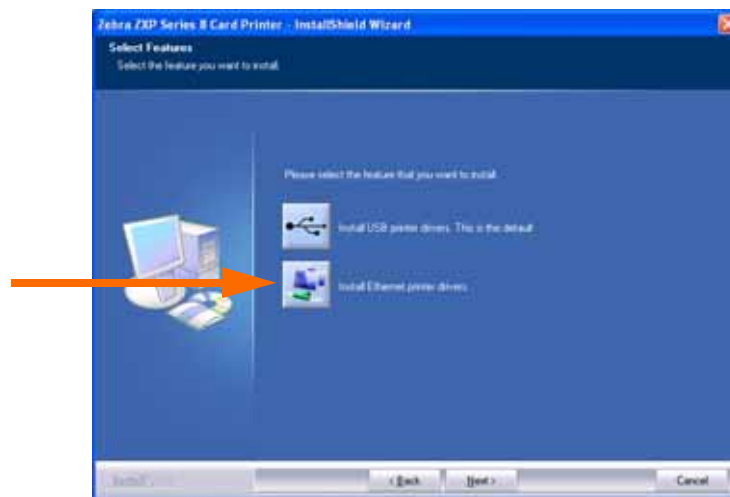 Zebra ZXP Series 8 Card Printer - InstallShield Wizard
Select Features
Select the feature you want to install.
Please select the feature that you want to install.
Install USB printer drivers. This is the default
Install Ethernet printer drivers.
InstallShield
< Back
Next >
Cancel